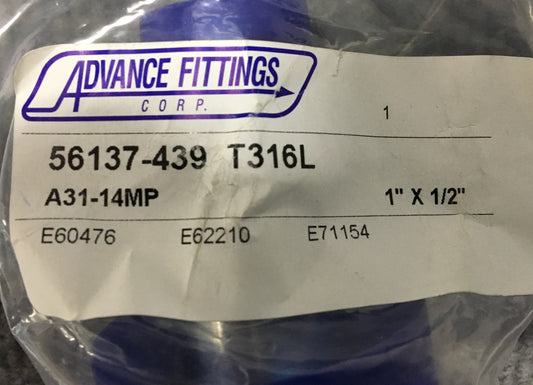 ADVANCE FITTINGS
CORP.
1
56137-439 T316L
A31-14MP 1" X 1/2"
E60476 E62210 E71154